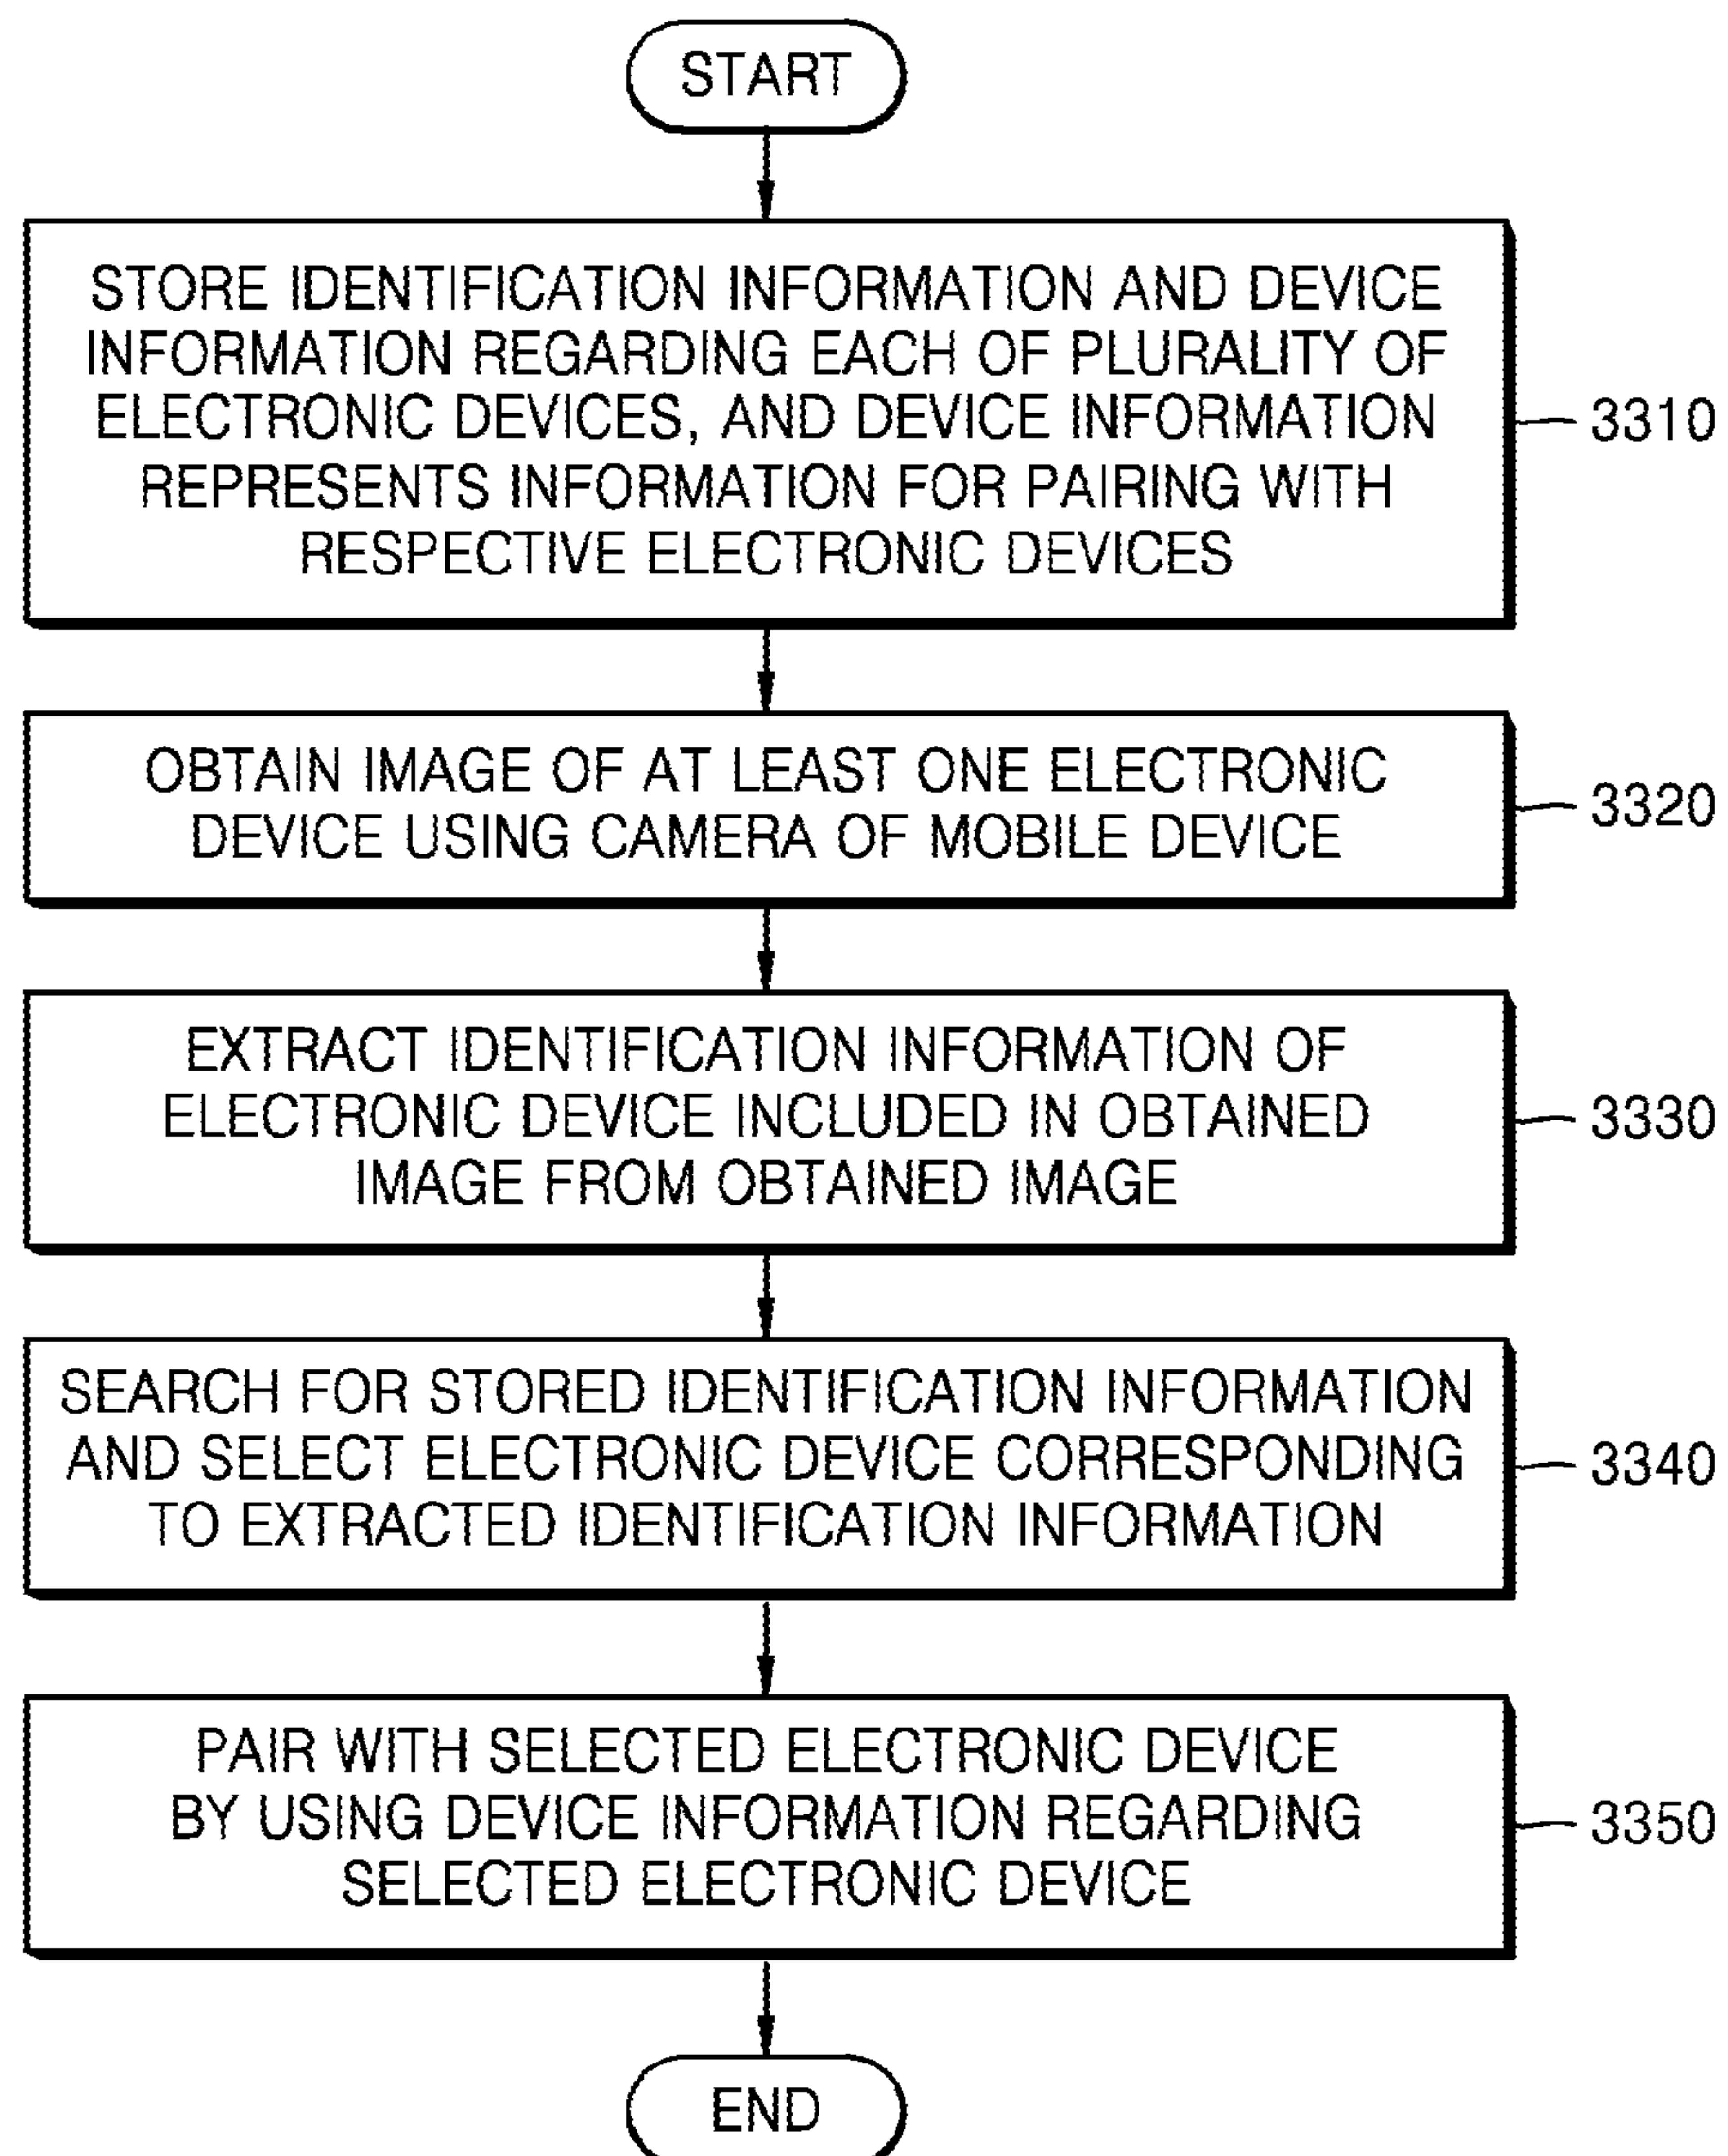 START
STORE IDENTIFICATION INFORMATION AND DEVICE
INFORMATION REGARDING EACH OF PLURALITY OF
ELECTRONIC DEVICES, AND DEVICE INFORMATION
REPRESENTS INFORMATION FOR PAIRING WITH
RESPECTIVE ELECTRONIC DEVICES
3310
OBTAIN IMAGE OF AT LEAST ONE ELECTRONIC
DEVICE USING CAMERA OF MOBILE DEVICE
3320
EXTRACT IDENTIFICATION INFORMATION OF
ELECTRONIC DEVICE INCLUDED IN OBTAINED
IMAGE FROM OBTAINED IMAGE
3330
SEARCH FOR STORED IDENTIFICATION INFORMATION
AND SELECT ELECTRONIC DEVICE CORRESPONDING
TO EXTRACTED IDENTIFICATION INFORMATION
3340
PAIR WITH SELECTED ELECTRONIC DEVICE
BY USING DEVICE INFORMATION REGARDING
SELECTED ELECTRONIC DEVICE
3350
END